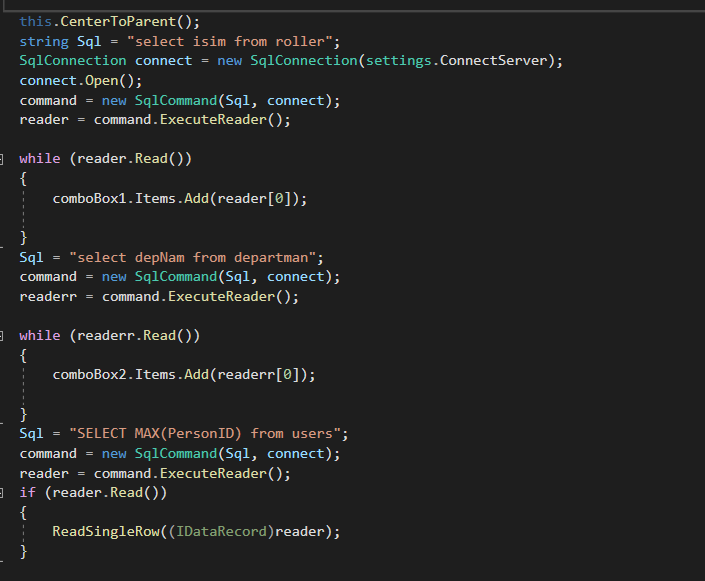 this.CenterToParent();
string Sql = "select isim from roller";
SqlConnection connect = new SqlConnection(settings.ConnectServer);
connect.Open();
command = new SqlCommand(Sql, connect);
reader = command.ExecuteReader();
while (reader.Read())
{
comboBox1.Items.Add(reader[0]);
}
Sql = "select depNam from departman";
command = new SqlCommand(Sql, connect);
readerr = command.ExecuteReader();
while (readerr.Read())
{
comboBox2.Items.Add(readerr[0]);
}
Sql = "SELECT MAX(PersonID) from users";
command = new SqlCommand(Sql, connect);
reader = command.ExecuteReader();
if (reader.Read())
{
ReadSingleRow((IDataRecord)reader);
}